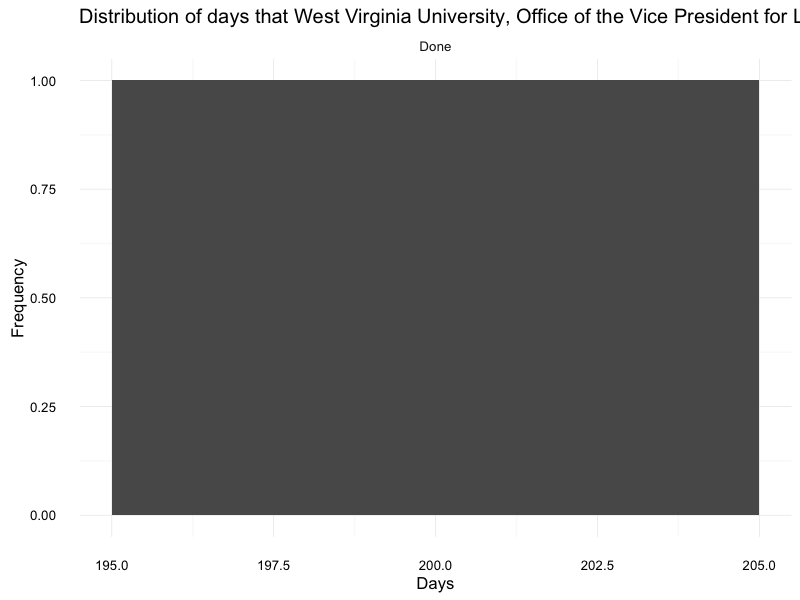 Distribution of days that West Virginia University, Office of the Vice President for L
Done
1.00
0.75
0.50
0.25
0.00
Frequency
195.0 197.5 200.0 202.5 205.0
Days